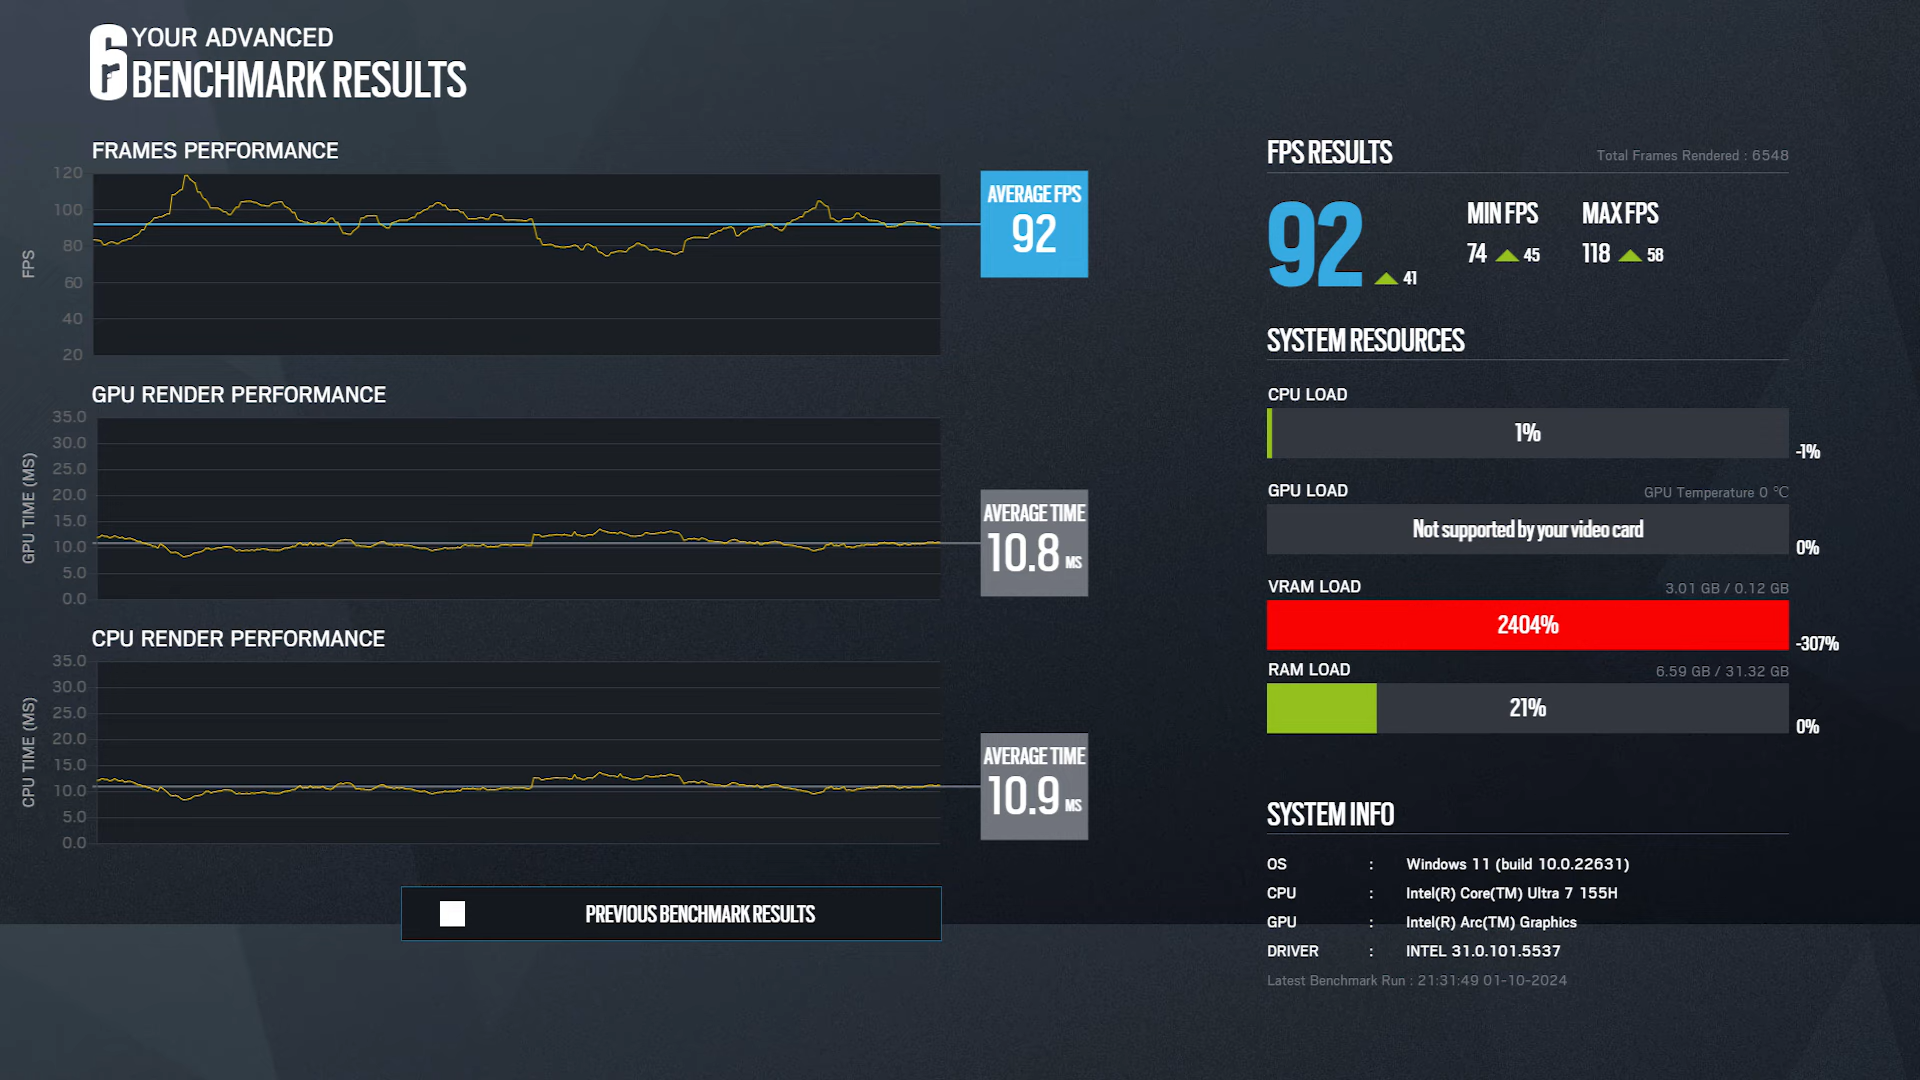 YOUR ADVANCED
BENCHMARK RESULTS
FRAMES PERFORMANCE
120
100
80
60
40
20
FPS
AVERAGE FPS
92
GPU RENDER PERFORMANCE
35.0
30.0
25.0
20.0
15.0
10.0
5.0
0.0
GPU TIME (MS)
AVERAGE TIME
10.8 MS
CPU RENDER PERFORMANCE
35.0
30.0
25.0
20.0
15.0
10.0
5.0
0.0
CPU TIME (MS)
AVERAGE TIME
10.9 MS
PREVIOUS BENCHMARK RESULTS
FPS RESULTS Total Frames Rendered : 6548
92 41
MIN FPS MAX FPS
74 45 118 58
SYSTEM RESOURCES
CPU LOAD
1%
-1%
GPU LOAD GPU Temperature 0 °C
Not supported by your video card
0%
VRAM LOAD 3.01 GB / 0.12 GB
2404%
-307%
RAM LOAD 6.59 GB / 31.32 GB
21%
0%
SYSTEM INFO
OS : Windows 11 (build 10.0.22631)
CPU : Intel(R) Core(TM) Ultra 7 155H
GPU : Intel(R) Arc(TM) Graphics
DRIVER : INTEL 31.0.101.5537
Latest Benchmark Run : 21:31:49 01-10-2024